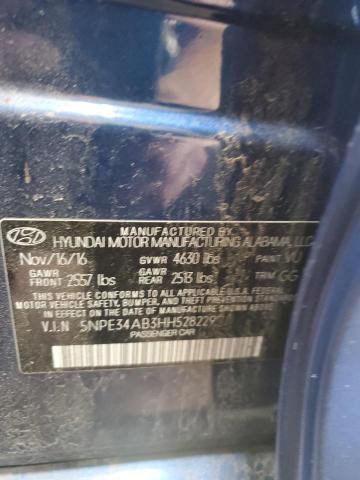 MANUFACTURED BY
HYUNDAI MOTOR MANUFACTURING ALABAMA, LLC
Nov/16/16 GVWR 4630 lbs PAINT VU
GAWR FRONT 2557 lbs GAWR REAR 2513 lbs TRIM GG
THIS VEHICLE CONFORMS TO ALL APPLICABLE U.S. FEDERAL
MOTOR VEHICLE SAFETY, BUMPER, AND THEFT PREVENTION
STANDARDS IN EFFECT ON THE DATE OF MANUFACTURE SHOWN ABOVE.
V.I.N 5NPE34AB3HH528229
PASSENGER CAR